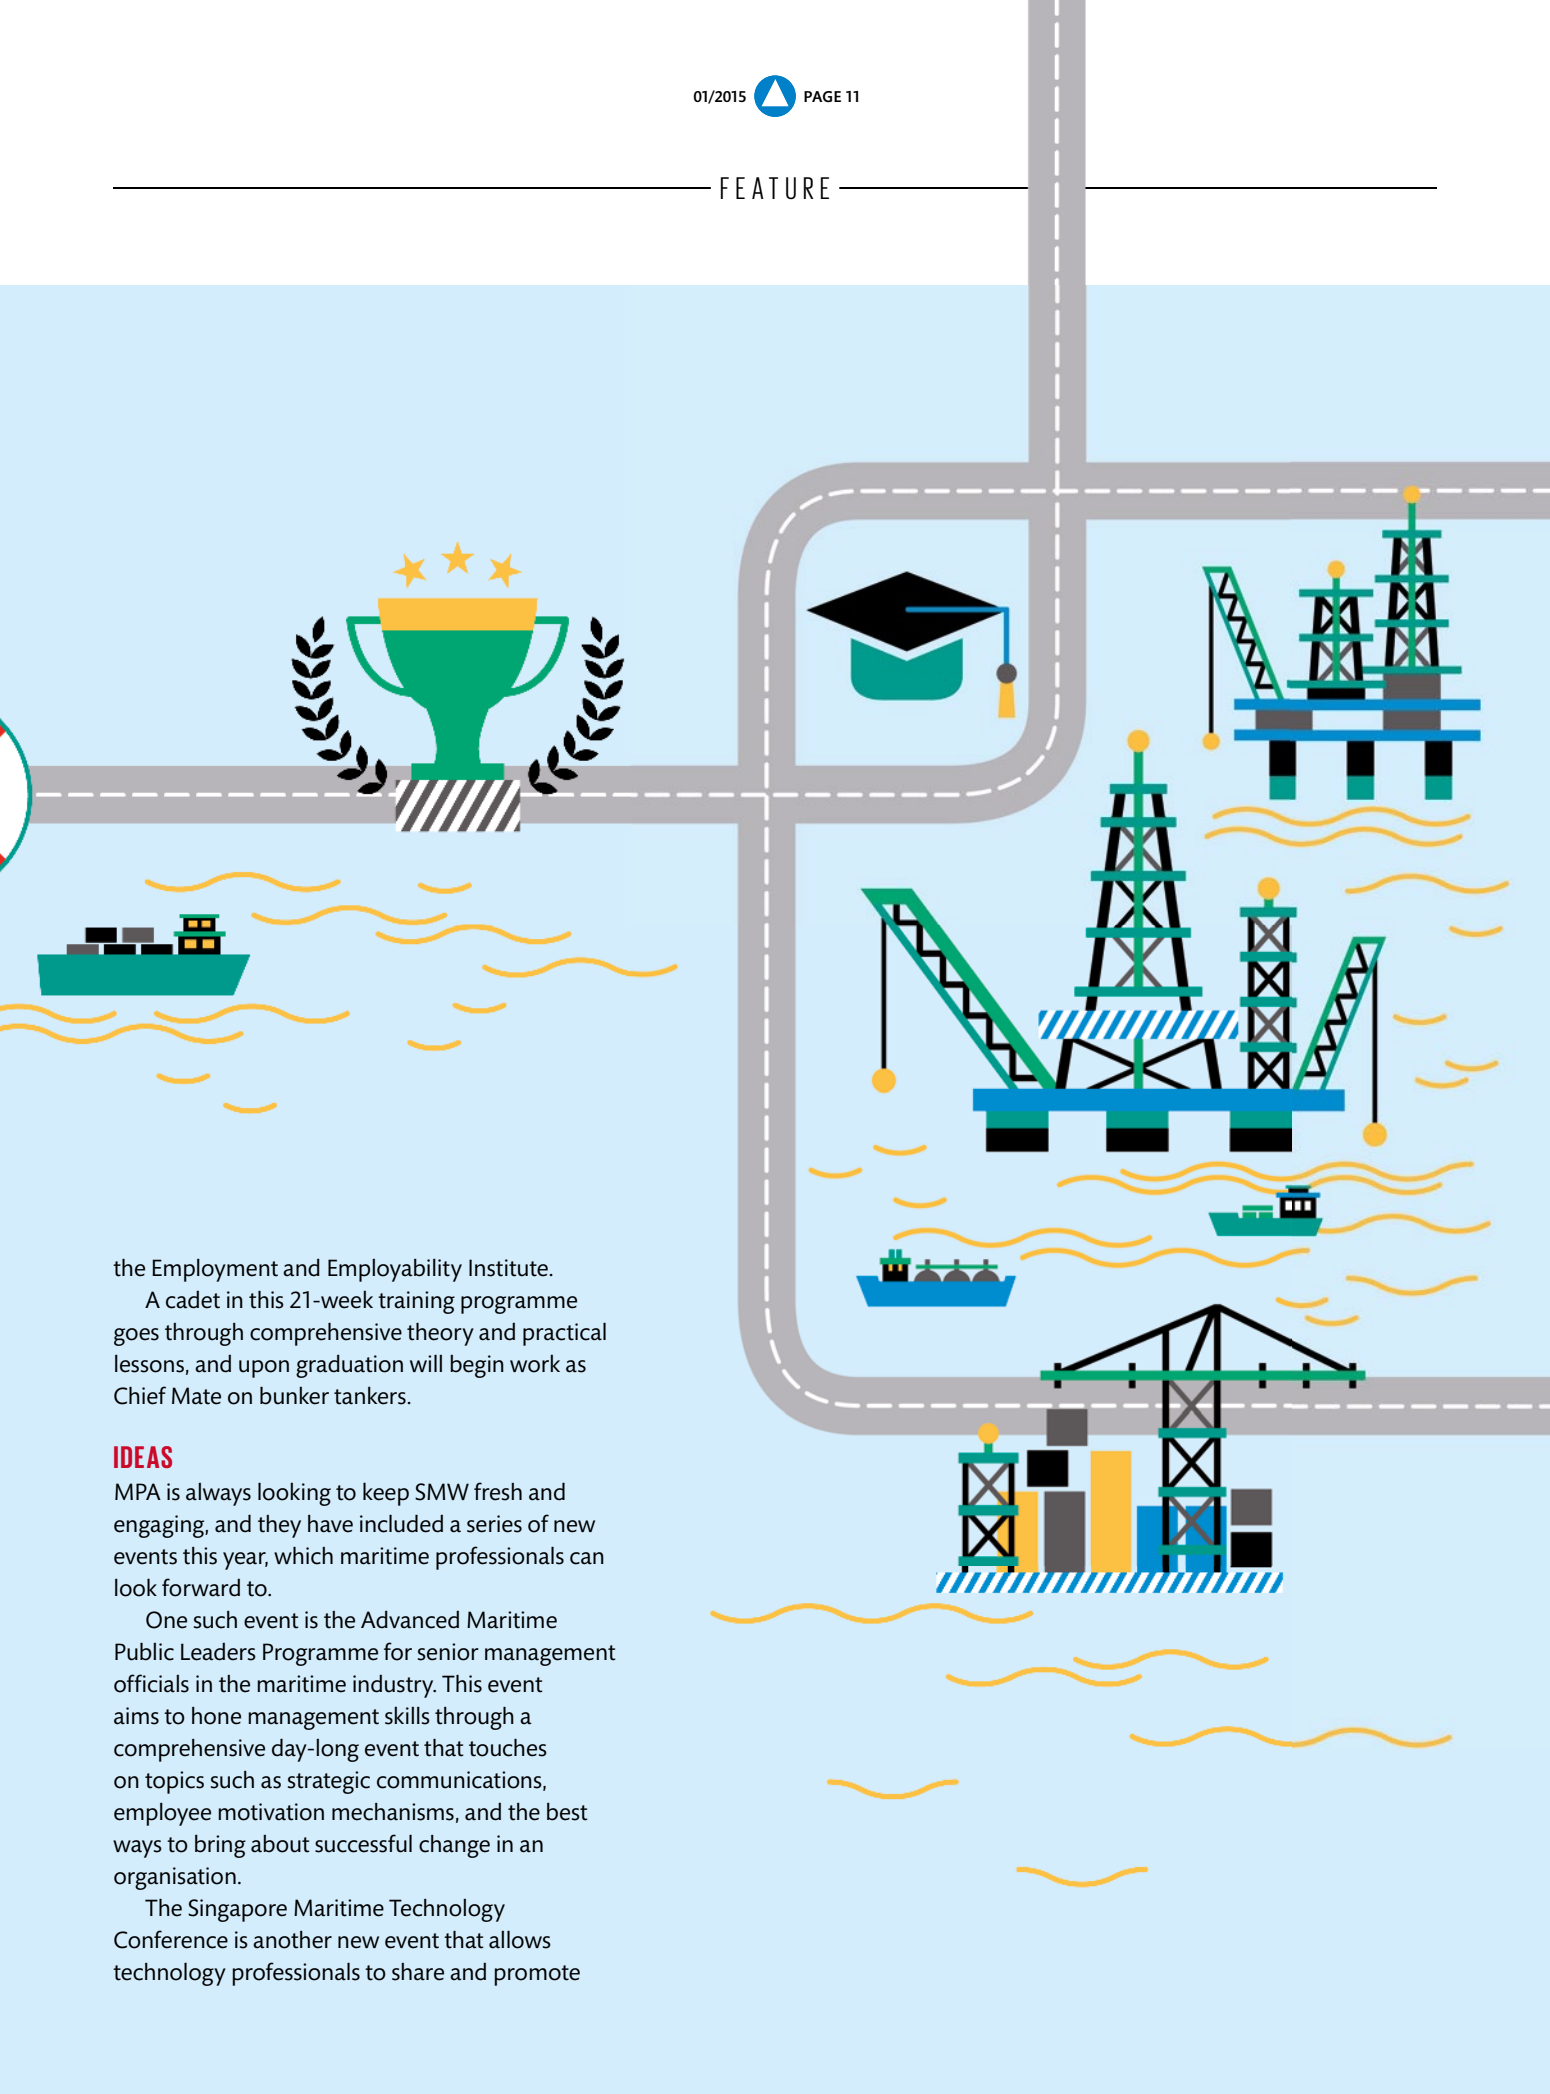 01/2015 PAGE 11
FEATURE
the Employment and Employability Institute.
A cadet in this 21-week training programme
goes through comprehensive theory and practical
lessons, and upon graduation will begin work as
Chief Mate on bunker tankers.
IDEAS
MPA is always looking to keep SMW fresh and
engaging, and they have included a series of new
events this year, which maritime professionals can
look forward to.
One such event is the Advanced Maritime
Public Leaders Programme for senior management
officials in the maritime industry. This event
aims to hone management skills through a
comprehensive day-long event that touches
on topics such as strategic communications,
employee motivation mechanisms, and the best
ways to bring about successful change in an
organisation.
The Singapore Maritime Technology
Conference is another new event that allows
technology professionals to share and promote